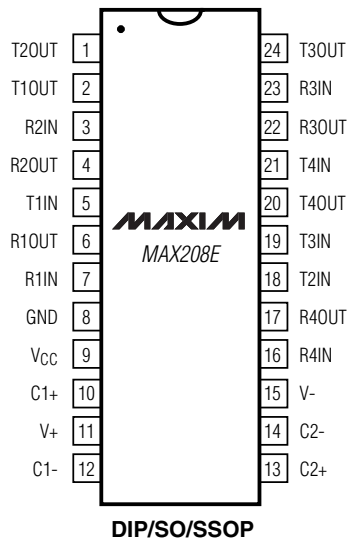 T2OUT 1 24 T3OUT
T1OUT 2 23 R3IN
R2IN 3 22 R3OUT
R2OUT 4 21 T4IN
T1IN 5 20 T4OUT
MAXIM
R1OUT 6 19 T3IN
MAX208E
R1IN 7 18 T2IN
GND 8 17 R4OUT
VCC 9 16 R4IN
C1+ 10 15 V-
V+ 11 14 C2-
C1- 12 13 C2+
DIP/SO/SSOP